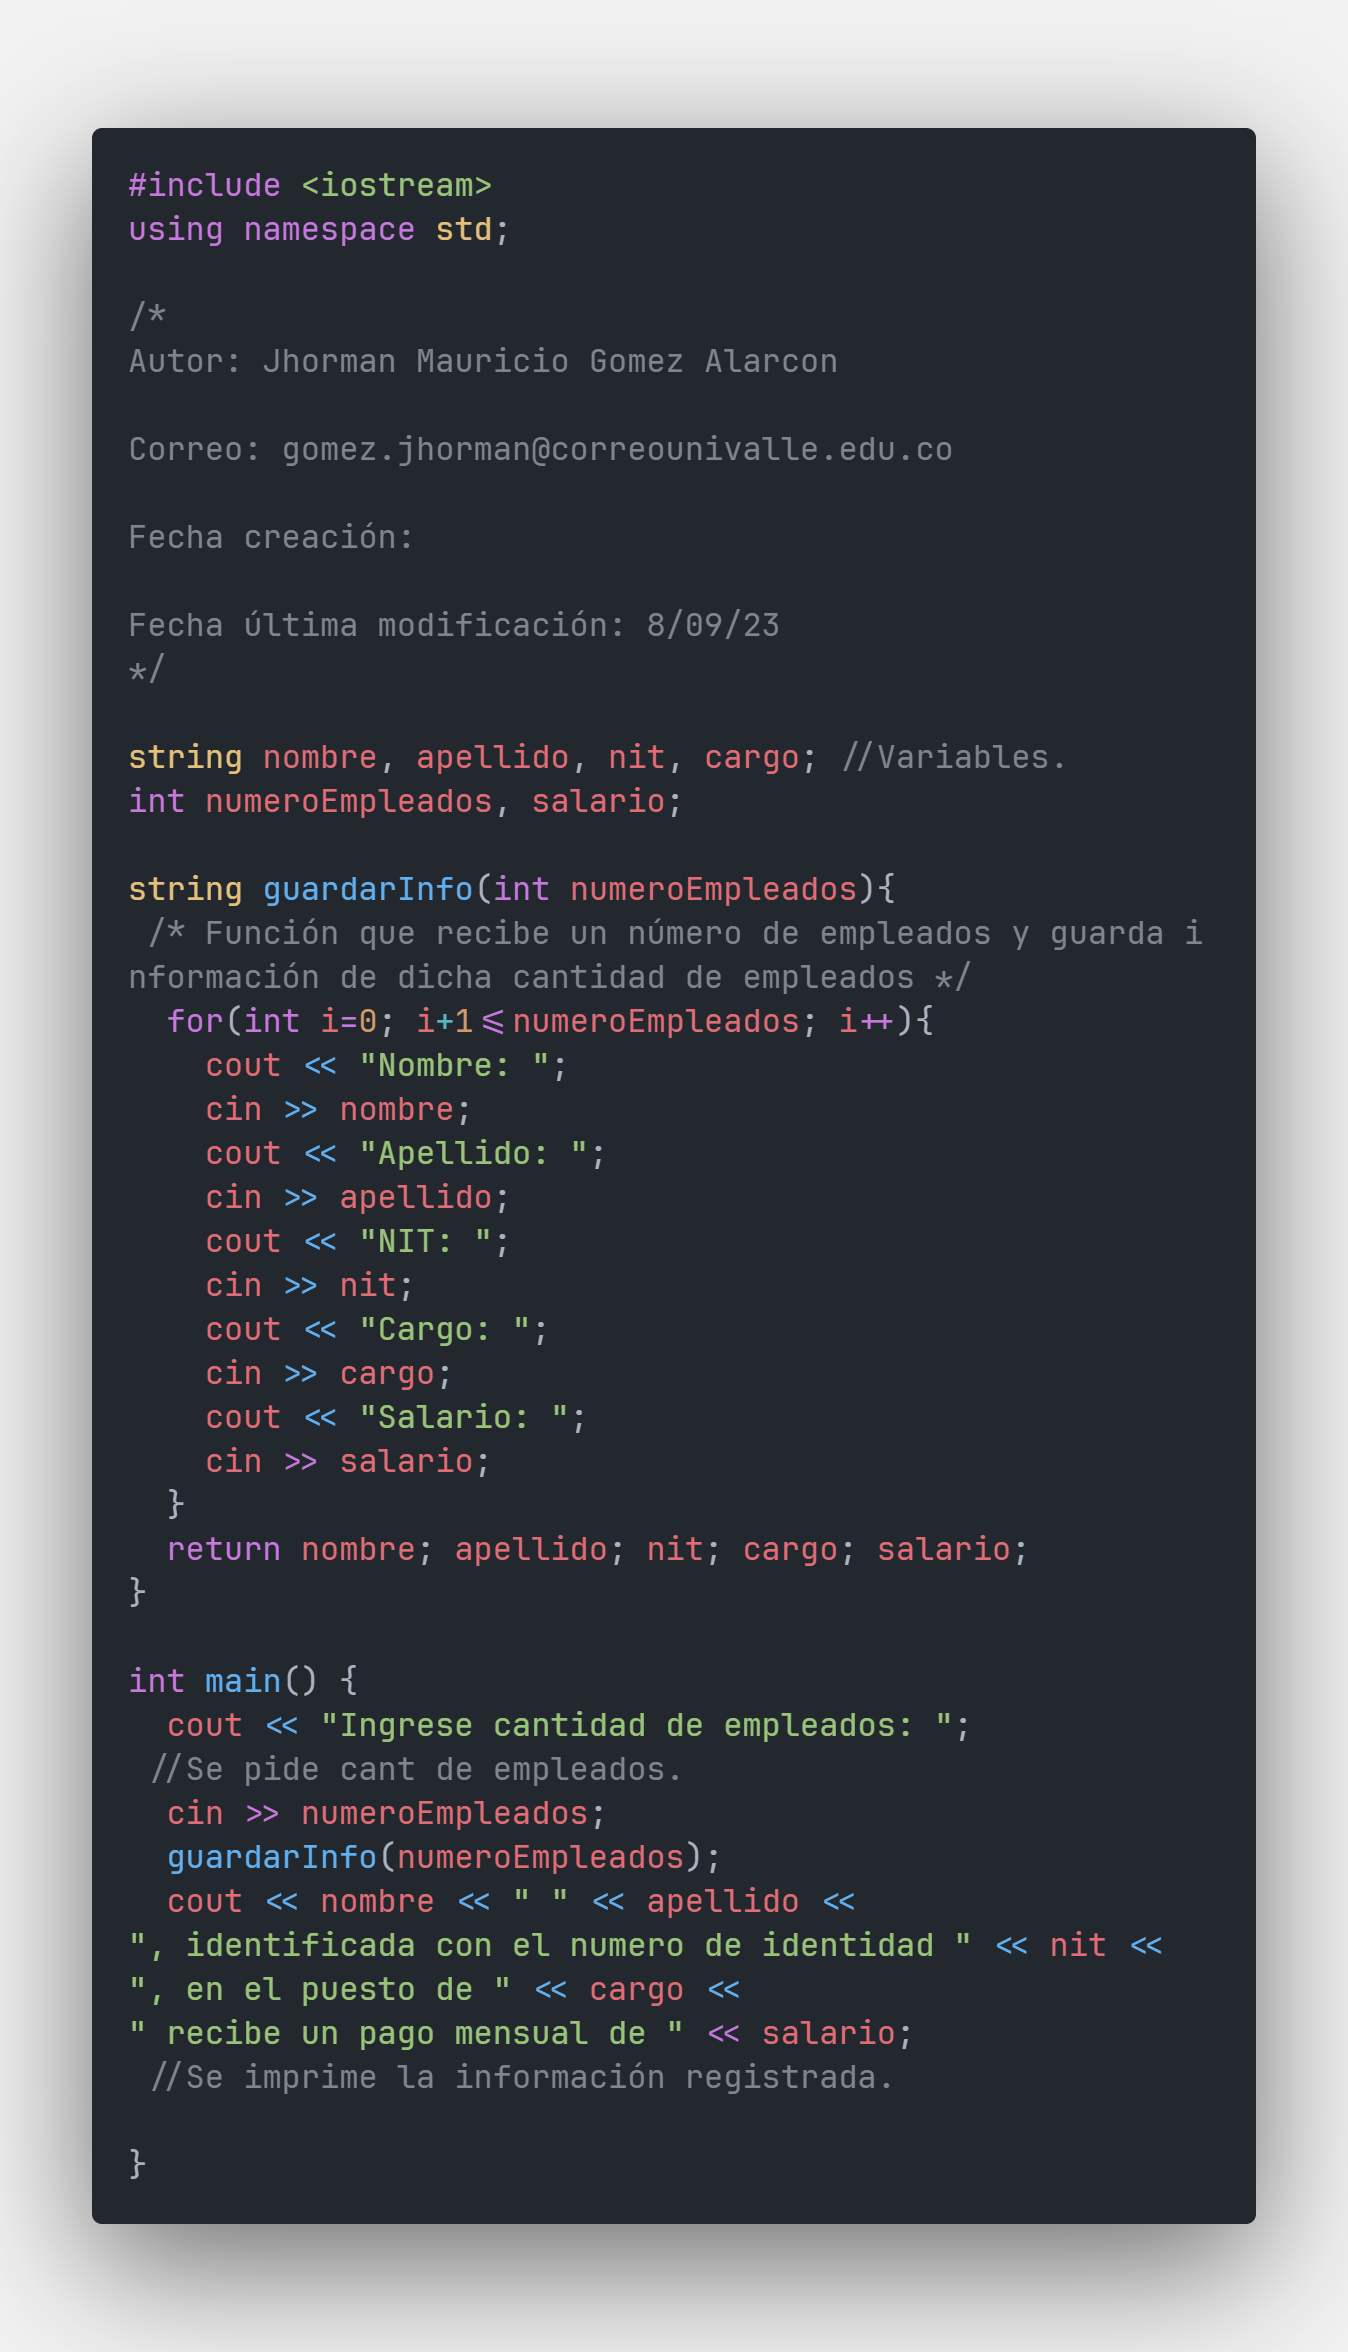 #include <iostream>
using namespace std;
/*
Autor: Jhorman Mauricio Gomez Alarcon
Correo: gomez.jhorman@correounivalle.edu.co
Fecha creación:
Fecha última modificación: 8/09/23
*/
string nombre, apellido, nit, cargo; //Variables.
int numeroEmpleados, salario;
string guardarInfo(int numeroEmpleados){
 /* Función que recibe un número de empleados y guarda i
nformación de dicha cantidad de empleados */
  for(int i=0; i+1<=numeroEmpleados; i++){
    cout << "Nombre: ";
    cin >> nombre;
    cout << "Apellido: ";
    cin >> apellido;
    cout << "NIT: ";
    cin >> nit;
    cout << "Cargo: ";
    cin >> cargo;
    cout << "Salario: ";
    cin >> salario;
  }
  return nombre; apellido; nit; cargo; salario;
}
int main() {
  cout << "Ingrese cantidad de empleados: ";
 //Se pide cant de empleados.
  cin >> numeroEmpleados;
  guardarInfo(numeroEmpleados);
  cout << nombre << " " << apellido <<
", identificada con el numero de identidad " << nit <<
", en el puesto de " << cargo <<
" recibe un pago mensual de " << salario;
 //Se imprime la información registrada.
}